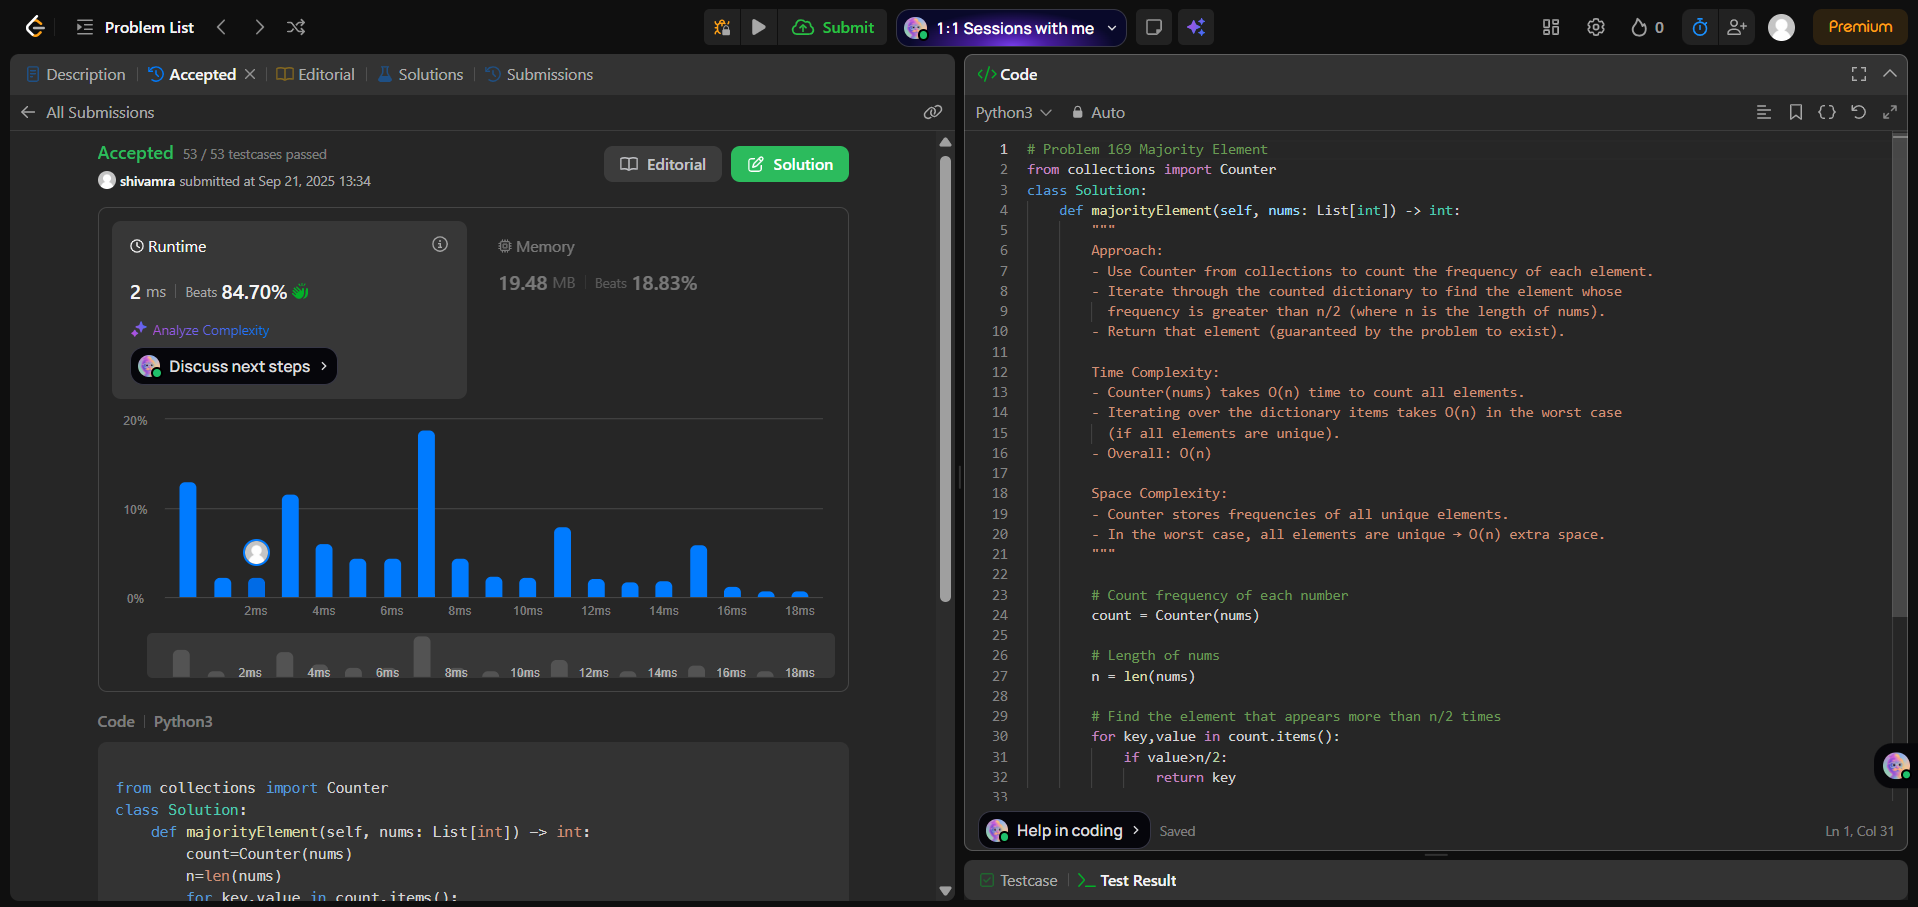 Problem List
Submit
1:1 Sessions with me
0
Premium
Description
Accepted
Editorial
Solutions
Submissions
All Submissions
Accepted 53 / 53 testcases passed
shivamra submitted at Sep 21, 2025 13:34
Editorial
Solution
Runtime
2 ms Beats 84.70%
Analyze Complexity
Discuss next steps
Memory
19.48 MB Beats 18.83%
20%
10%
0%
2ms 4ms 6ms 8ms 10ms 12ms 14ms 16ms 18ms
2ms 4ms 6ms 8ms 10ms 12ms 14ms 16ms 18ms
Code Python3
from collections import Counter
class Solution:
    def majorityElement(self, nums: List[int]) -> int:
        count=Counter(nums)
        n=len(nums)
        for key,value in count.items():
</> Code
Python3 Auto
1 # Problem 169 Majority Element
2 from collections import Counter
3 class Solution:
4     def majorityElement(self, nums: List[int]) -> int:
5         """
6         Approach:
7         - Use Counter from collections to count the frequency of each element.
8         - Iterate through the counted dictionary to find the element whose
9           frequency is greater than n/2 (where n is the length of nums).
10         - Return that element (guaranteed by the problem to exist).
11
12         Time Complexity:
13         - Counter(nums) takes O(n) time to count all elements.
14         - Iterating over the dictionary items takes O(n) in the worst case
15           (if all elements are unique).
16         - Overall: O(n)
17
18         Space Complexity:
19         - Counter stores frequencies of all unique elements.
20         - In the worst case, all elements are unique → O(n) extra space.
21         """
22
23         # Count frequency of each number
24         count = Counter(nums)
25
26         # Length of nums
27         n = len(nums)
28
29         # Find the element that appears more than n/2 times
30         for key,value in count.items():
31             if value>n/2:
32                 return key
33
Help in coding
Saved
Ln 1, Col 31
Testcase
Test Result